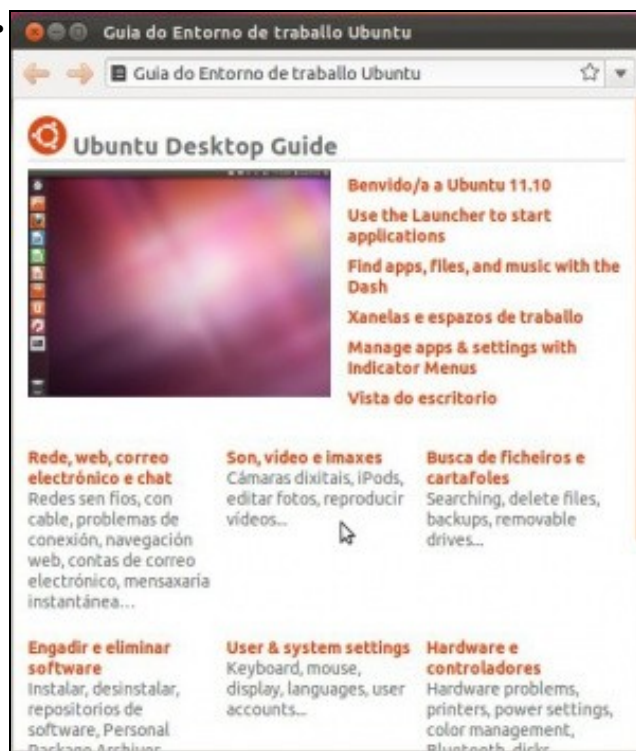 Guia do Entorno de traballo Ubuntu
Guia do Entorno de traballo Ubuntu
Ubuntu Desktop Guide
Benvido/a a Ubuntu 11.10
Use the Launcher to start
applications
Find apps, files, and music with the
Dash
Xanelas e espazos de traballo
Manage apps & settings with
Indicator Menus
Vista do escritorio
Rede, web, correo
electrónico e chat
Redes sen fíos, con
cable, problemas de
conexión, navegación
web, contas de correo
electrónico, mensaxaría
instantánea...
Son, vídeo e imaxes
Cámaras dixitais, iPods,
editar fotos, reproducir
vídeos...
Busca de ficheiros e
cartafoles
Searching, delete files,
backups, removable
drives...
Engadir e eliminar
software
Instalar, desinstalar,
repositorios de
software, Personal
Package Archives
User & system settings
Keyboard, mouse,
display, languages, user
accounts...
Hardware e
controladores
Hardware problems,
printers, power settings,
color management,
Bluetooth, disks